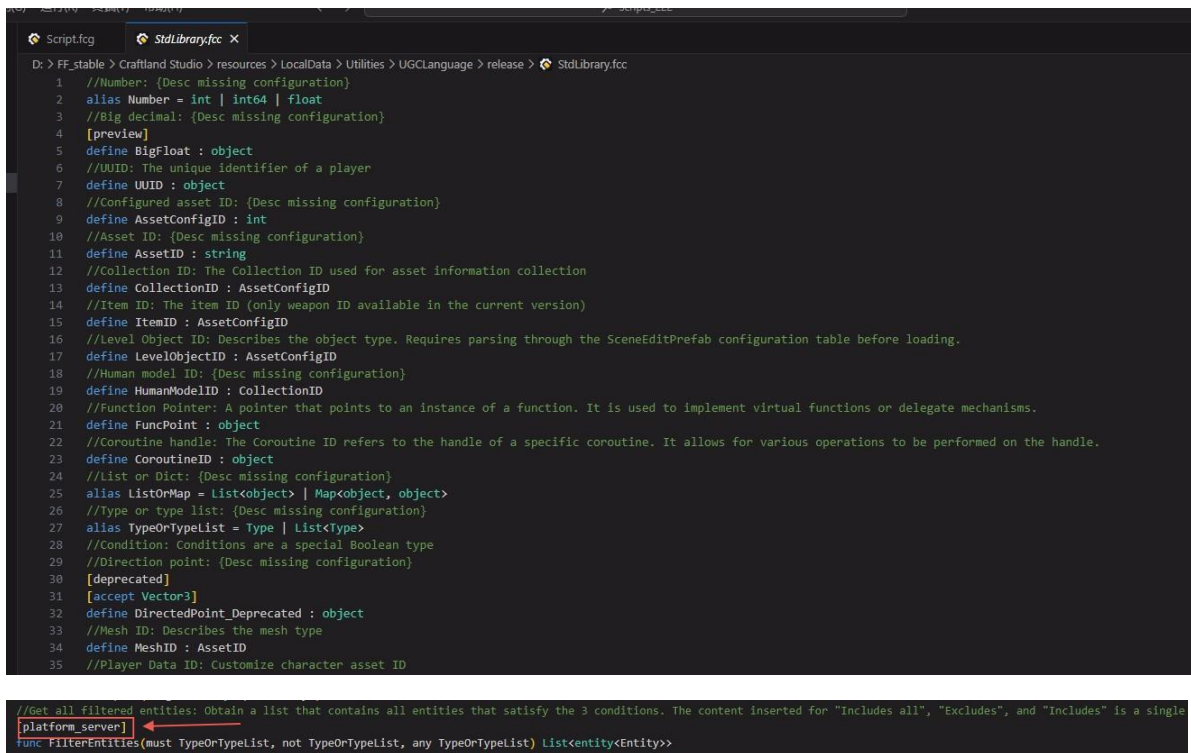 Script.fcg StdLibrary.fcc ×
D: > FF_stable > Craftland Studio > resources > LocalData > Utilities > UGCLanguage > release > StdLibrary.fcc
1 //Number: {Desc missing configuration}
2 alias Number = int | int64 | float
3 //Big decimal: {Desc missing configuration}
4 [preview]
5 define BigFloat : object
6 //UUID: The unique identifier of a player
7 define UUID : object
8 //Configured asset ID: {Desc missing configuration}
9 define AssetConfigID : int
10 //Asset ID: {Desc missing configuration}
11 define AssetID : string
12 //Collection ID: The Collection ID used for asset information collection
13 define CollectionID : AssetConfigID
14 //Item ID: The item ID (only weapon ID available in the current version)
15 define ItemID : AssetConfigID
16 //Level Object ID: Describes the object type. Requires parsing through the SceneEditPrefab configuration table before loading.
17 define LevelObjectID : AssetConfigID
18 //Human model ID: {Desc missing configuration}
19 define HumanModelID : CollectionID
20 //Function Pointer: A pointer that points to an instance of a function. It is used to implement virtual functions or delegate mechanisms.
21 define FuncPoint : object
22 //Coroutine handle: The Coroutine ID refers to the handle of a specific coroutine. It allows for various operations to be performed on the handle.
23 define CoroutineID : object
24 //List or Dict: {Desc missing configuration}
25 alias ListOrMap = List<object> | Map<object, object>
26 //Type or type list: {Desc missing configuration}
27 alias TypeOrTypeList = Type | List<Type>
28 //Condition: Conditions are a special Boolean type
29 //Direction point: {Desc missing configuration}
30 [deprecated]
31 [accept Vector3]
32 define DirectedPoint_Deprecated : object
33 //Mesh ID: Describes the mesh type
34 define MeshID : AssetID
35 //Player Data ID: Customize character asset ID
//Get all filtered entities: Obtain a list that contains all entities that satisfy the 3 conditions. The content inserted for "Includes all", "Excludes", and "Includes" is a single
[platform_server]
func FilterEntities(must TypeOrTypeList, not TypeOrTypeList, any TypeOrTypeList) List<entity<Entity>>